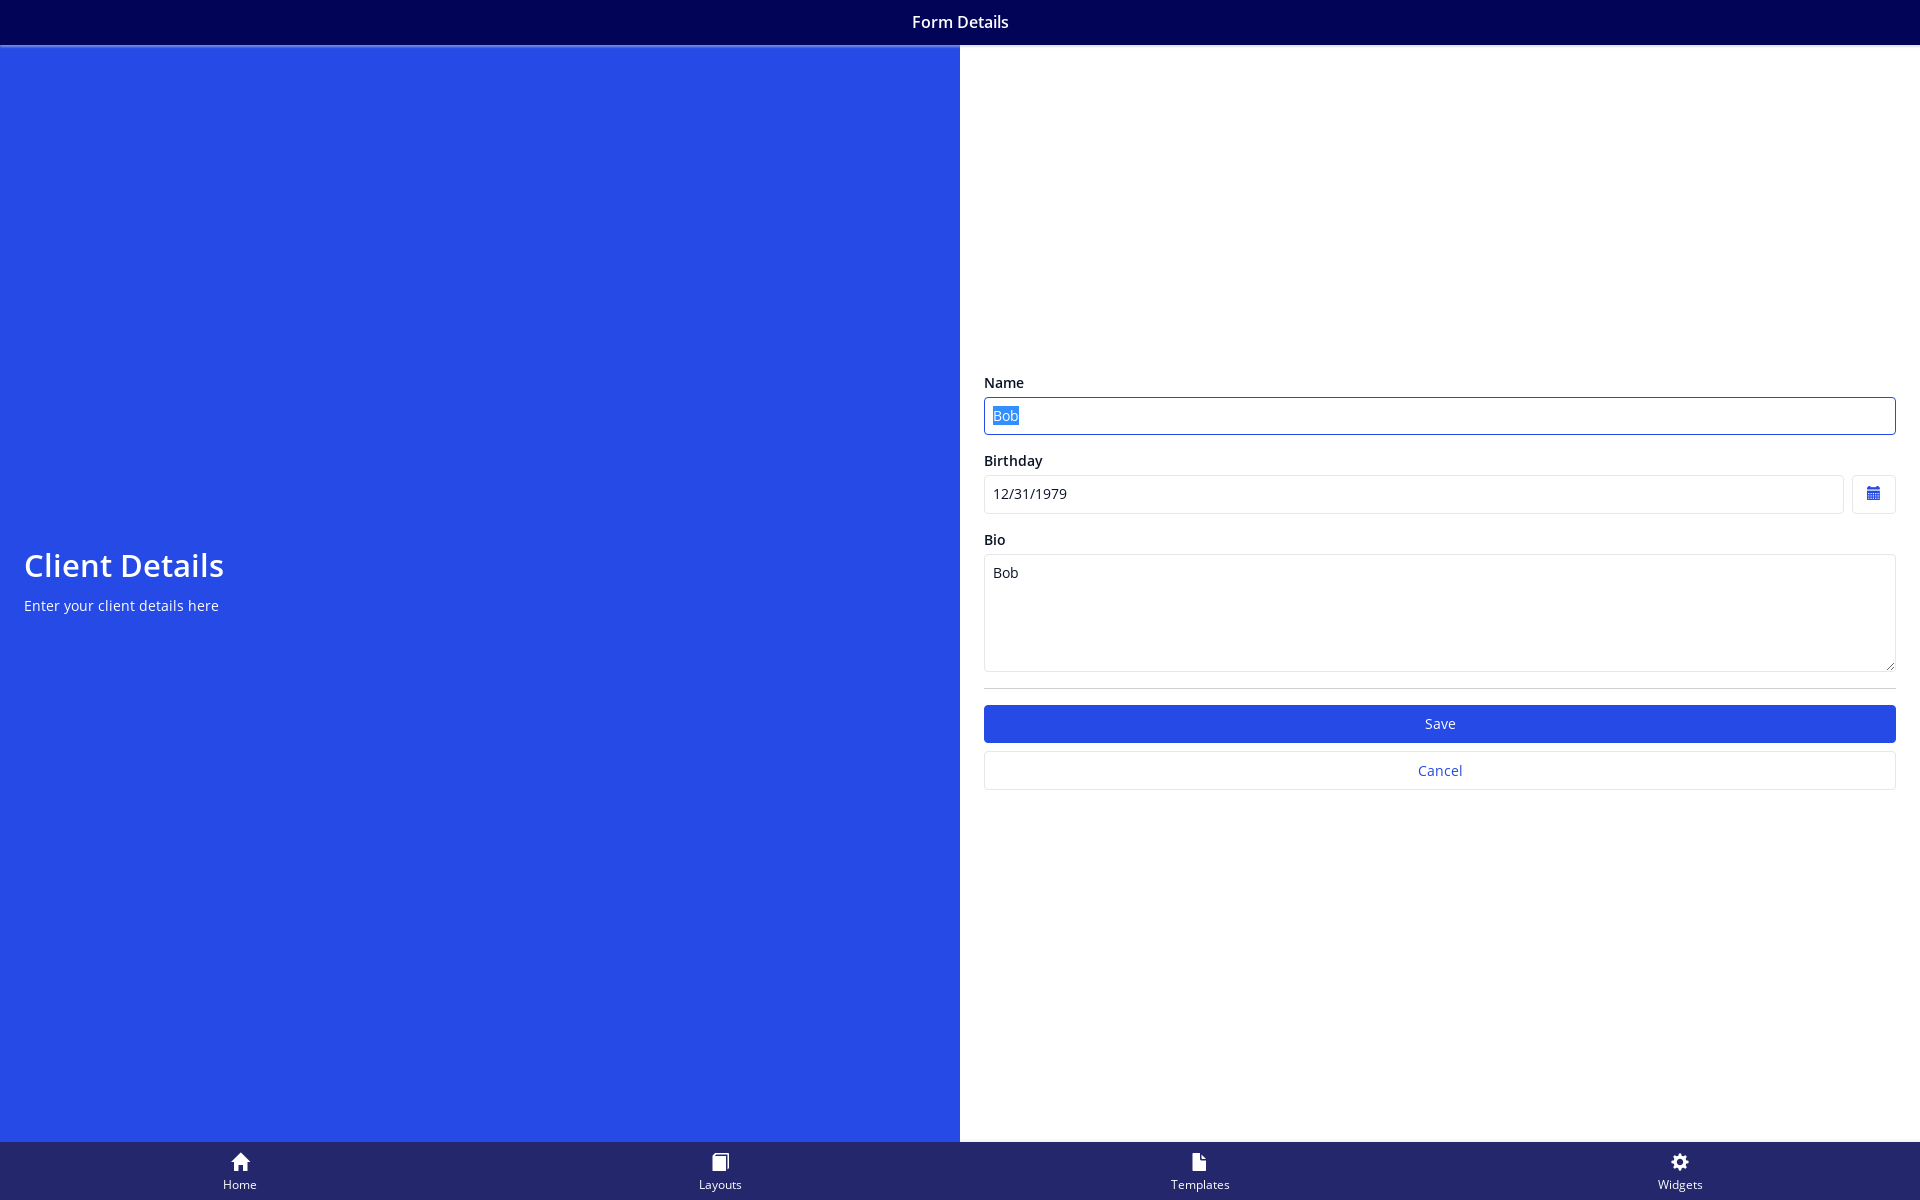 Form Details
Client Details
Enter your client details here
Name
Bob
Birthday
12/31/1979
Bio
Bob
Save
Cancel
Home
Layouts
Templates
Widgets